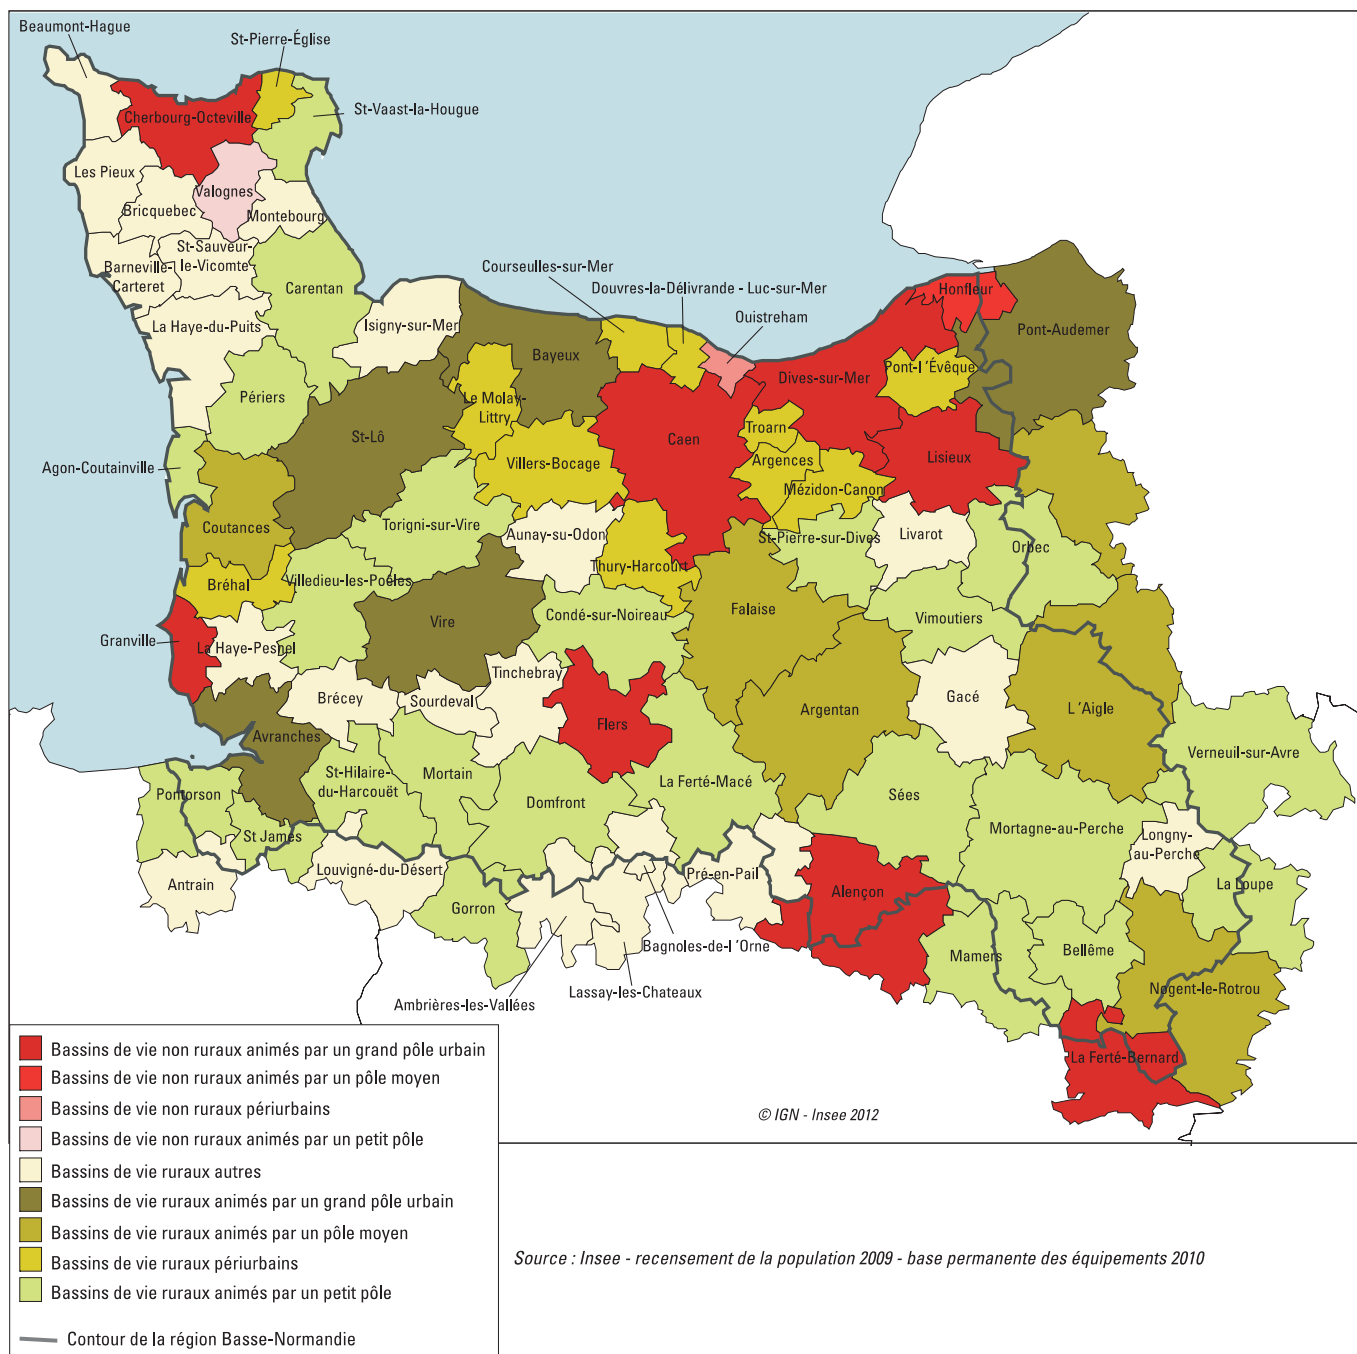 Beaumont-Hague
St-Pierre-Église
St-Vaast-la-Hougue
Cherbourg-Octeville
Les Pieux
Valognes
Bricquebec
Montebourg
St-Sauveur-
le-Vicomte
Barneville-
Carteret
Carentan
La Haye-du-Puits
Isigny-sur-Mer
Courseulles-sur-Mer
Douvres-la-Délivrande - Luc-sur-Mer
Ouistreham
Honfleur
Pont-Audemer
Bayeux
Pont-l 'Évêque
Dives-sur-Mer
Périers
Le Molay-
Littry
Troarn
St-Lô
Caen
Lisieux
Agon-Coutainville
Villers-Bocage
Argences
Mézidon-Canon
Coutances
Torigni-sur-Vire
Aunay-su-Odon
St-Pierre-sur-Dives
Livarot
Orbec
Thury-Harcourt
Bréhal
Villedieu-les-Poêles
Vire
Condé-sur-Noireau
Falaise
Vimoutiers
Granville
La Haye-Pesnel
Tinchebray
Brécey
Sourdeval
Flers
Argentan
Gacé
L 'Aigle
Avranches
Verneuil-sur-Avre
St-Hilaire-
du-Harcouët
Mortain
La Ferté-Macé
Pontorson
Domfront
Sées
Mortagne-au-Perche
St James
Longny-
au-Perche
Antrain
Louvigné-du-Désert
Pré-en-Pail
Alençon
La Loupe
Gorron
Bagnoles-de-l 'Orne
Mamers
Bellême
Ambrières-les-Vallées
Lassay-les-Chateaux
Nogent-le-Rotrou
La Ferté-Bernard
Bassins de vie non ruraux animés par un grand pôle urbain
Bassins de vie non ruraux animés par un pôle moyen
Bassins de vie non ruraux périurbains
Bassins de vie non ruraux animés par un petit pôle
Bassins de vie ruraux autres
Bassins de vie ruraux animés par un grand pôle urbain
Bassins de vie ruraux animés par un pôle moyen
Bassins de vie ruraux périurbains
Bassins de vie ruraux animés par un petit pôle
Contour de la région Basse-Normandie
© IGN - Insee 2012
Source : Insee - recensement de la population 2009 - base permanente des équipements 2010